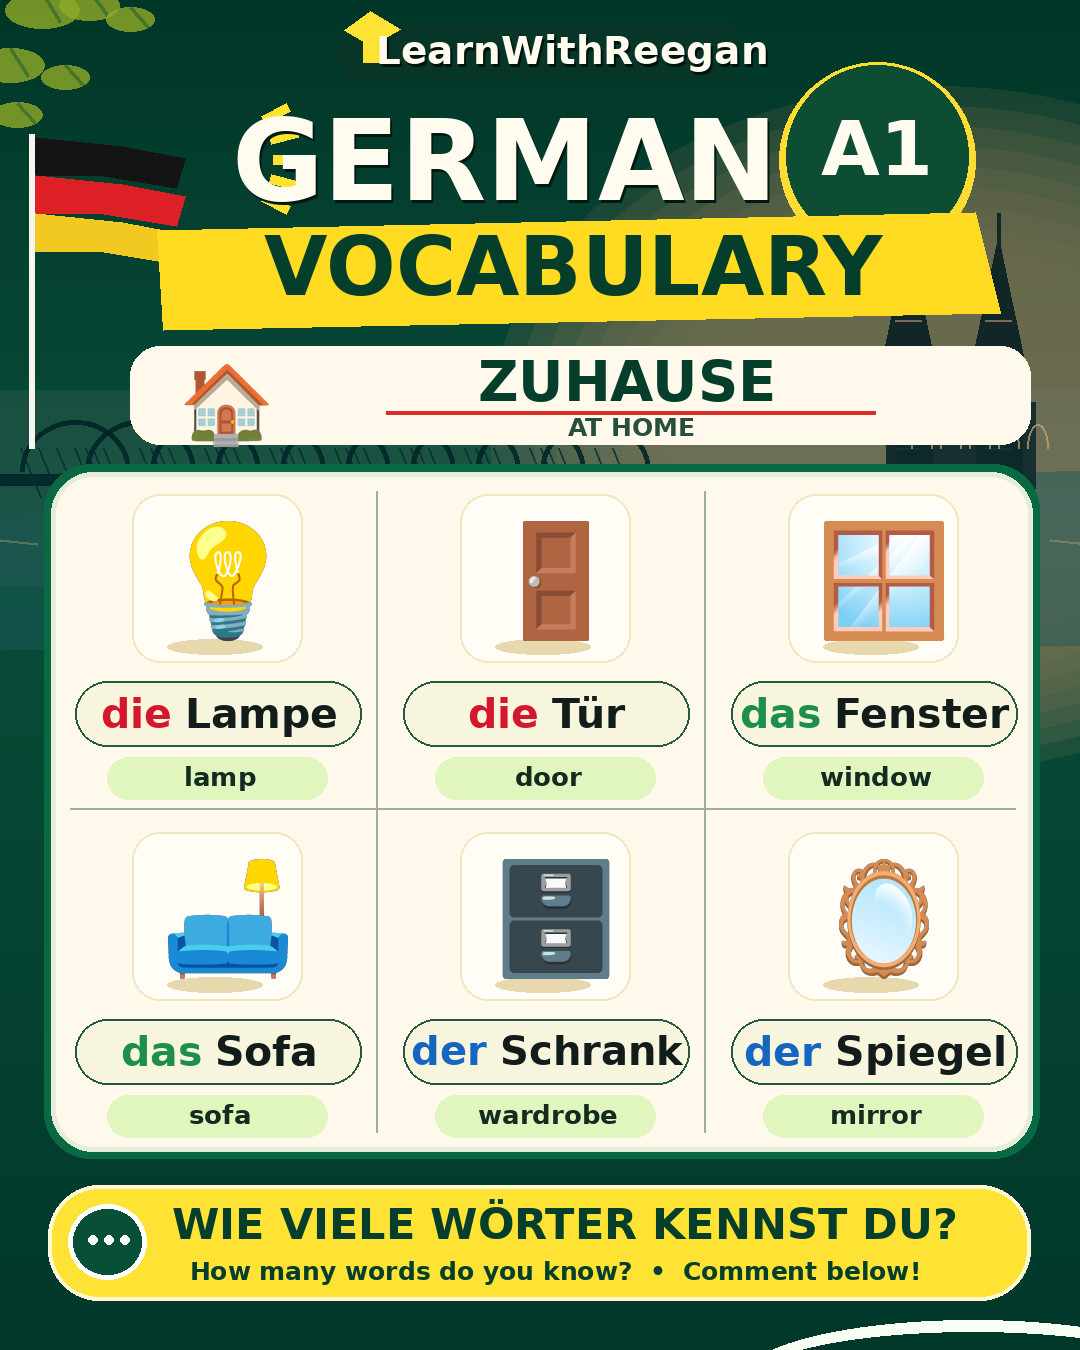 LearnWithReegan
GERMAN
A1
VOCABULARY
ZUHAUSE
AT HOME
die Lampe
lamp
die Tür
door
das Fenster
window
das Sofa
sofa
der Schrank
wardrobe
der Spiegel
mirror
WIE VIELE WÖRTER KENNST DU?
How many words do you know? • Comment below!